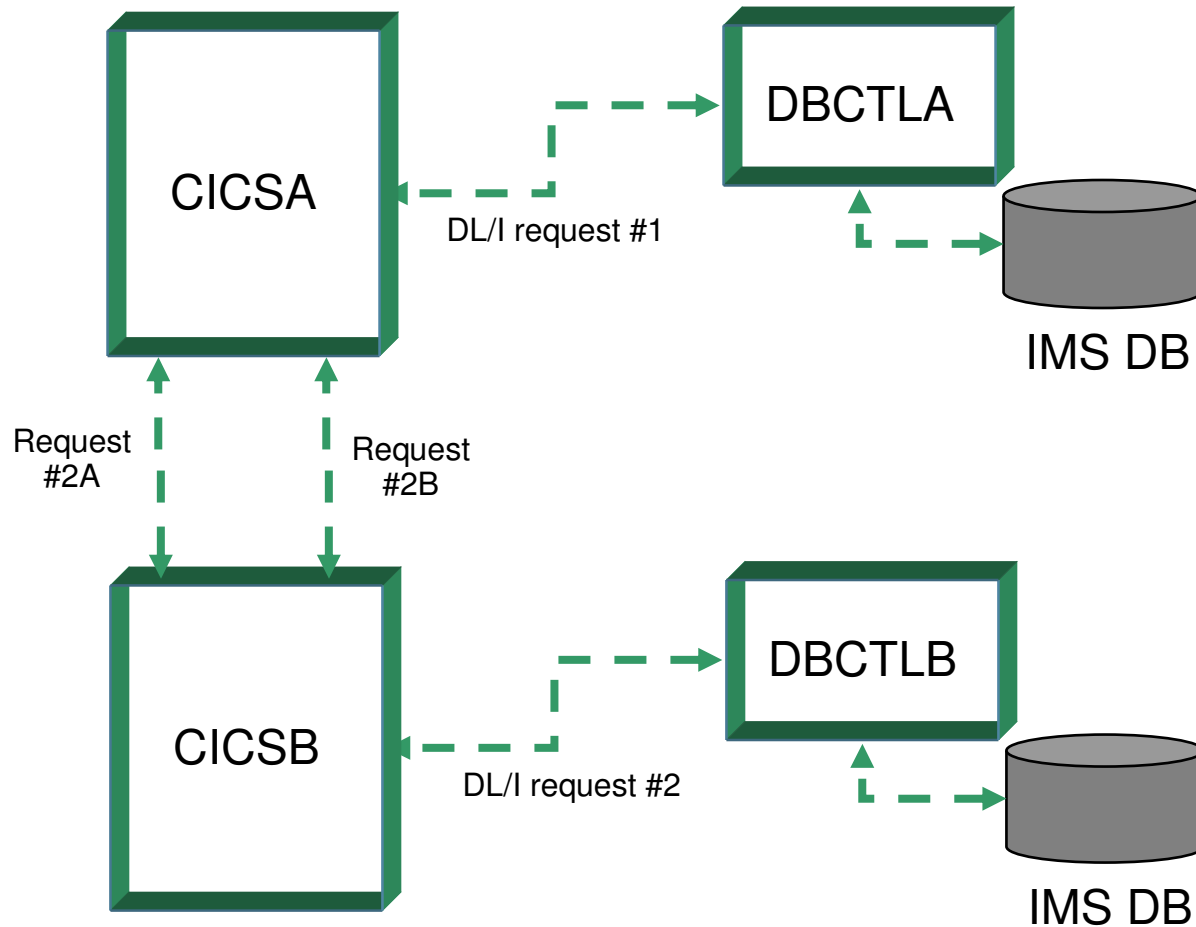 CICSA
DBCTLA
DL/I request #1
IMS DB
Request
#2A
Request
#2B
CICSB
DBCTLB
DL/I request #2
IMS DB